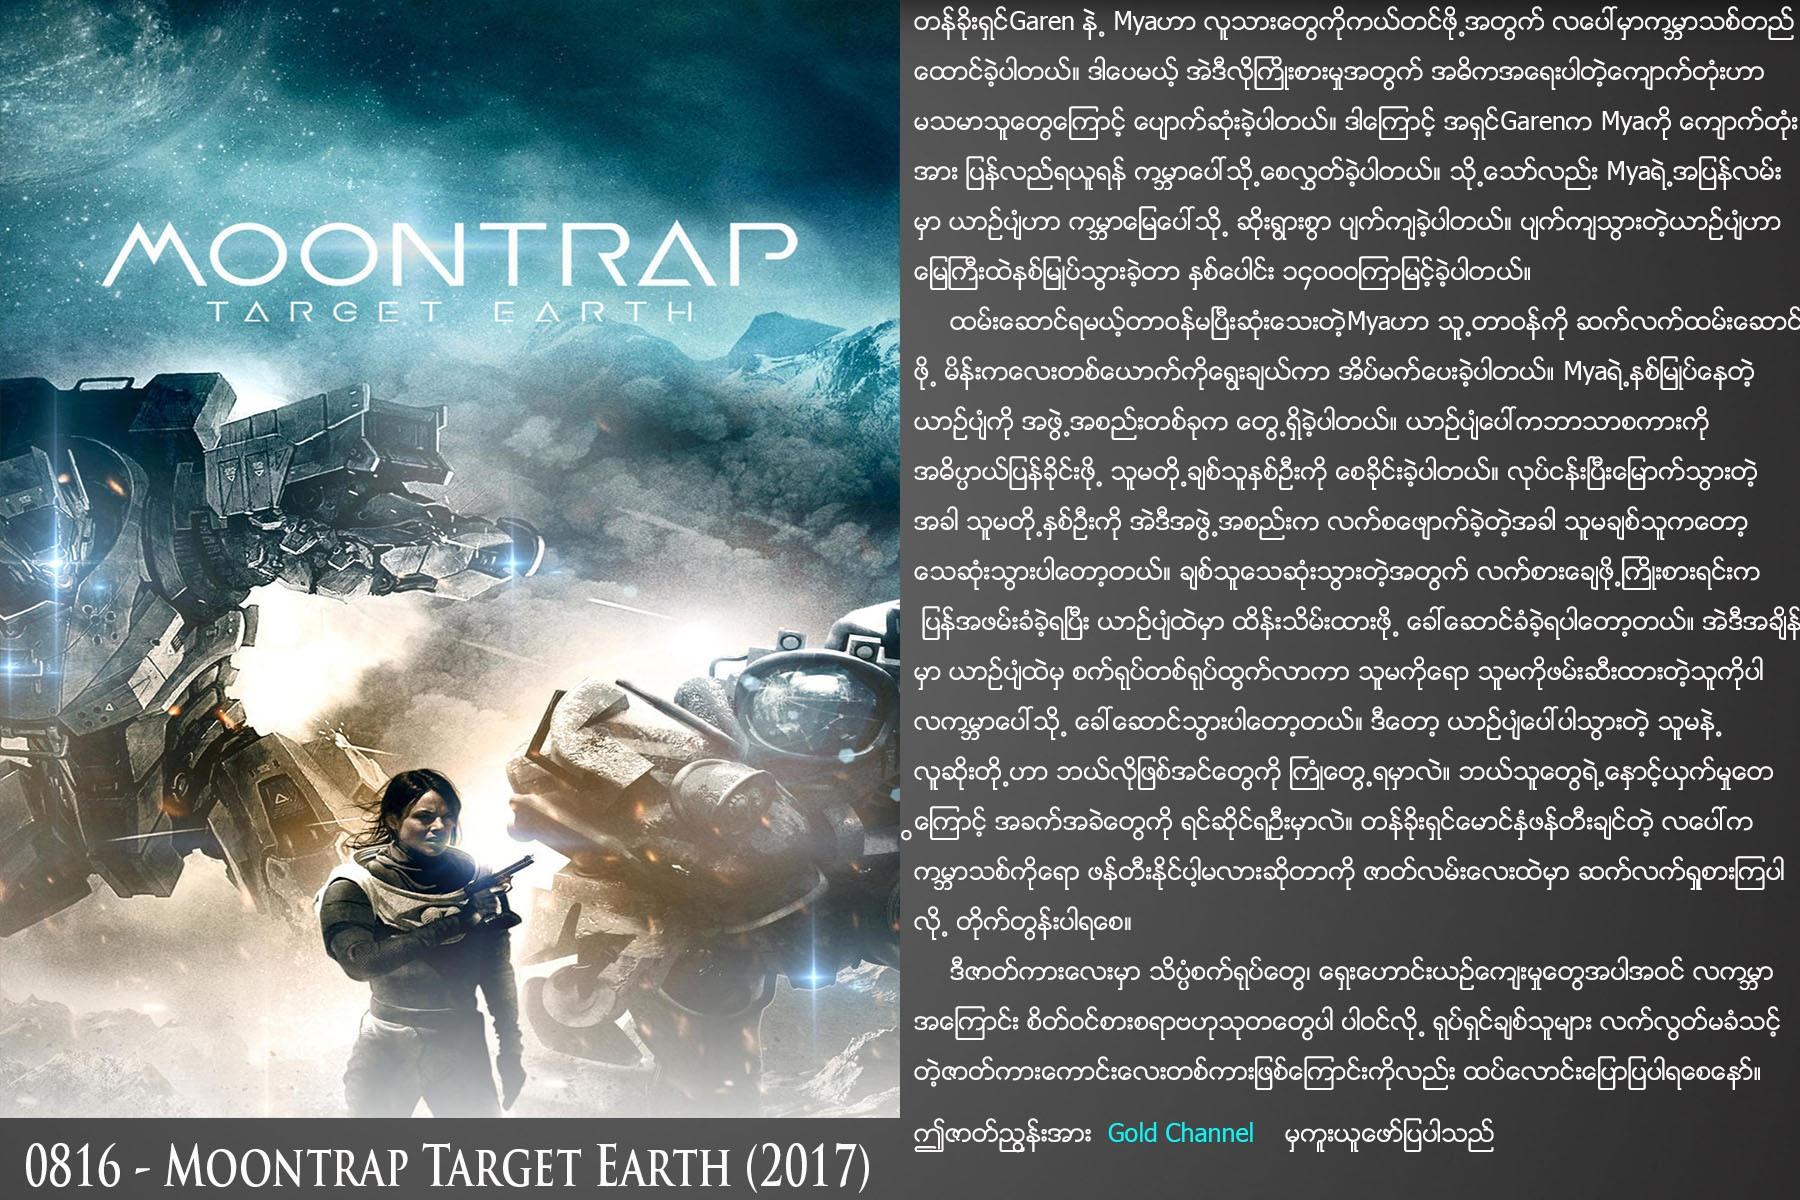 MOONTRAP
TARGET EARTH
0816 - Moontrap Target Earth (2017)
တန်ခိုးရှင်Garen နဲ့ Myaဟာ လူသားတွေကိုကယ်တင်ဖို့အတွက် လပေါ်မှာကမ္ဘာသစ်တည်
ထောင်ခဲ့ပါတယ်။ ဒါပေမယ့် အဲဒီလိုကြိုးစားမှုအတွက် အဓိကအရေးပါတဲ့ကျောက်တုံးဟာ
မသမာသူတွေကြောင့် ပျောက်ဆုံးခဲ့ပါတယ်။ ဒါကြောင့် အရှင်Garenက Myaကို ကျောက်တုံး
အား ပြန်လည်ရယူရန် ကမ္ဘာပေါ်သို့စေလွှတ်ခဲ့ပါတယ်။ သို့သော်လည်း Myaရဲ့အပြန်လမ်း
မှာ ယာဉ်ပျံဟာ ကမ္ဘာမြေပေါ်သို့ ဆိုးရွားစွာ ပျက်ကျခဲ့ပါတယ်။ ပျက်ကျသွားတဲ့ယာဉ်ပျံဟာ
မြေကြီးထဲနစ်မြုပ်သွားခဲ့တာ နှစ်ပေါင်း ၁၄၀၀၀ကြာမြင့်ခဲ့ပါတယ်။
ထမ်းဆောင်ရမယ့်တာဝန်မပြီးဆုံးသေးတဲ့Myaဟာ သူ့တာဝန်ကို ဆက်လက်ထမ်းဆောင်
ဖို့ မိန်းကလေးတစ်ယောက်ကိုရွေးချယ်ကာ အိပ်မက်ပေးခဲ့ပါတယ်။ Myaရဲ့နစ်မြုပ်နေတဲ့
ယာဉ်ပျံကို အဖွဲ့အစည်းတစ်ခုက တွေ့ရှိခဲ့ပါတယ်။ ယာဉ်ပျံပေါ်ကဘာသာစကားကို
အဓိပ္ပာယ်ပြန်ခိုင်းဖို့ သူမတို့ချစ်သူနှစ်ဦးကို စေခိုင်းခဲ့ပါတယ်။ လုပ်ငန်းပြီးမြောက်သွားတဲ့
အခါ သူမတို့နှစ်ဦးကို အဲဒီအဖွဲ့အစည်းက လက်စဖျောက်ခဲ့တဲ့အခါ သူမချစ်သူကတော့
သေဆုံးသွားပါတော့တယ်။ ချစ်သူသေဆုံးသွားတဲ့အတွက် လက်စားချေဖို့ကြိုးစားရင်းက
ပြန်အဖမ်းခံခဲ့ရပြီး ယာဉ်ပျံထဲမှာ ထိန်းသိမ်းထားဖို့ ခေါ်ဆောင်ခံခဲ့ရပါတော့တယ်။ အဲဒီအချိန်
မှာ ယာဉ်ပျံထဲမှ စက်ရုပ်တစ်ရုပ်ထွက်လာကာ သူမကိုရော သူမကိုဖမ်းဆီးထားတဲ့သူကိုပါ
လကမ္ဘာပေါ်သို့ ခေါ်ဆောင်သွားပါတော့တယ်။ ဒီတော့ ယာဉ်ပျံပေါ်ပါသွားတဲ့ သူမနဲ့
လူဆိုးတို့ဟာ ဘယ်လိုဖြစ်အင်တွေကို ကြုံတွေ့ရမှာလဲ။ ဘယ်သူတွေရဲ့နှောင့်ယှက်မှုတေ
ွကြောင့် အခက်အခဲတွေကို ရင်ဆိုင်ရဦးမှာလဲ။ တန်ခိုးရှင်မောင်နှံဖန်တီးချင်တဲ့ လပေါ်က
ကမ္ဘာသစ်ကိုရော ဖန်တီးနိုင်ပါ့မလားဆိုတာကို ဇာတ်လမ်းလေးထဲမှာ ဆက်လက်ရှုစားကြပါ
လို့ တိုက်တွန်းပါရစေ။
ဒီဇာတ်ကားလေးမှာ သိပ္ပံစက်ရုပ်တွေ၊ ရှေးဟောင်းယဉ်ကျေးမှုတွေအပါအဝင် လကမ္ဘာ
အကြောင်း စိတ်ဝင်စားစရာဗဟုသုတတွေပါ ပါဝင်လို့ ရုပ်ရှင်ချစ်သူများ လက်လွတ်မခံသင့်
တဲ့ဇာတ်ကားကောင်းလေးတစ်ကားဖြစ်ကြောင်းကိုလည်း ထပ်လောင်းပြောပြပါရစေနော်။
ဤဇာတ်ညွှန်းအား Gold Channel မှကူးယူဖော်ပြပါသည်